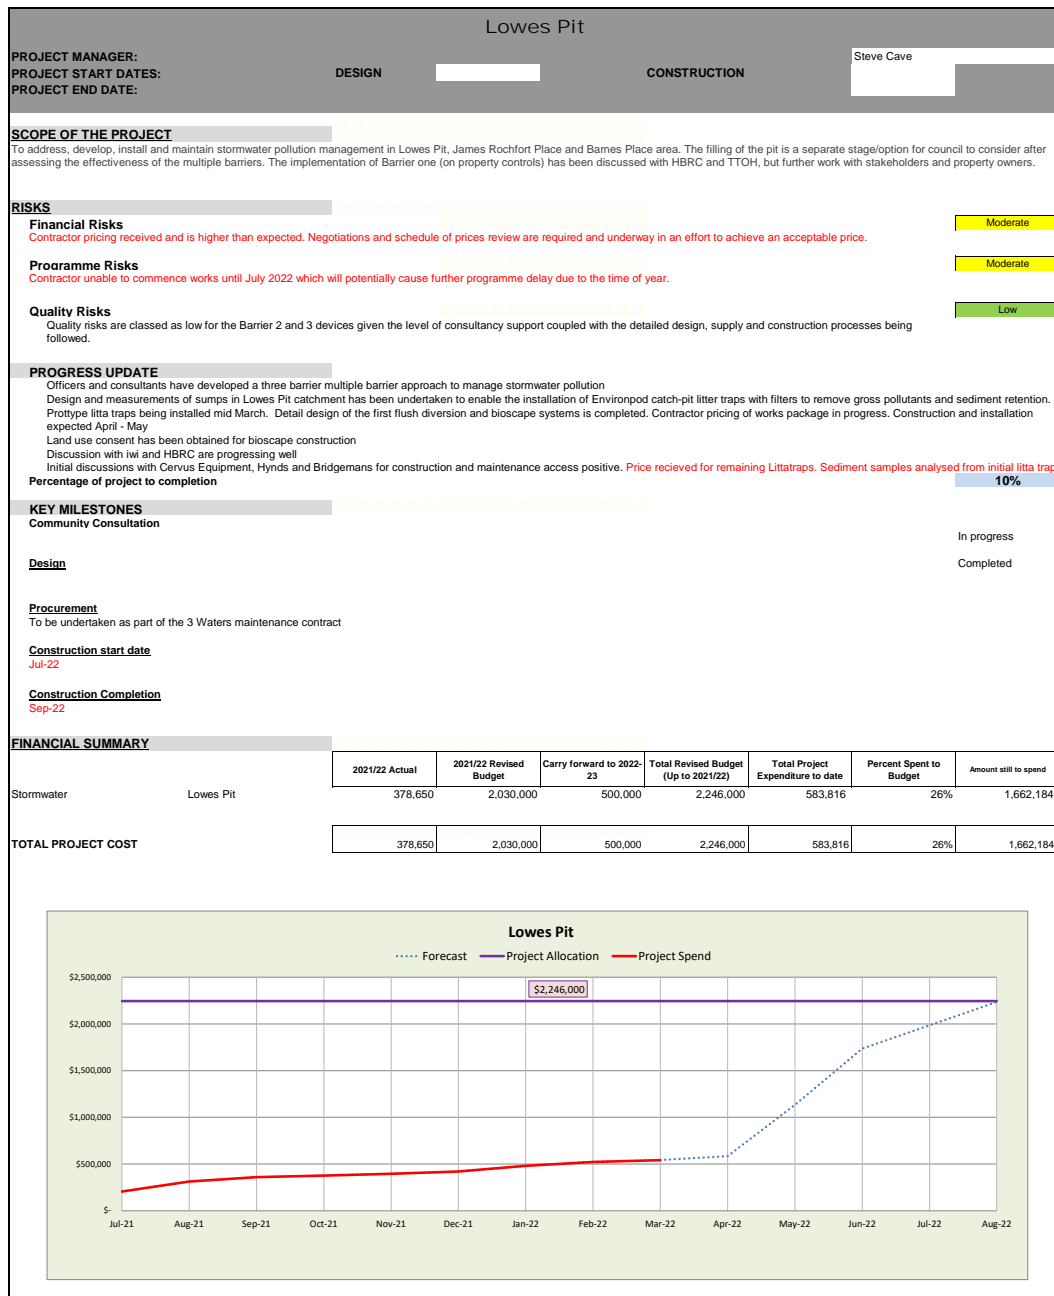 Lowes Pit
PROJECT MANAGER: Steve Cave
PROJECT START DATES: DESIGN CONSTRUCTION
PROJECT END DATE:
SCOPE OF THE PROJECT
To address, develop, install and maintain stormwater pollution management in Lowes Pit, James Rochfort Place and Barnes Place area. The filling of the pit is a separate stage/option for council to consider after
assessing the effectiveness of the multiple barriers. The implementation of Barrier one (on property controls) has been discussed with HBRC and TTOH, but further work with stakeholders and property owners.
RISKS
Financial Risks Moderate
Contractor pricing received and is higher than expected. Negotiations and schedule of prices review are required and underway in an effort to achieve an acceptable price.
Programme Risks Moderate
Contractor unable to commence works until July 2022 which will potentially cause further programme delay due to the time of year.
Quality Risks Low
Quality risks are classed as low for the Barrier 2 and 3 devices given the level of consultancy support coupled with the detailed design, supply and construction processes being
followed.
PROGRESS UPDATE
Officers and consultants have developed a three barrier multiple barrier approach to manage stormwater pollution
Design and measurements of sumps in Lowes Pit catchment has been undertaken to enable the installation of Environpod catch-pit litter traps with filters to remove gross pollutants and sediment retention.
Prottype litta traps being installed mid March. Detail design of the first flush diversion and bioscape systems is completed. Contractor pricing of works package in progress. Construction and installation
expected April - May
Land use consent has been obtained for bioscape construction
Discussion with iwi and HBRC are progressing well
Initial discussions with Cervus Equipment, Hynds and Bridgemans for construction and maintenance access positive. Price recieved for remaining Littatraps. Sediment samples analysed from initial litta trap
Percentage of project to completion 10%
KEY MILESTONES
Community Consultation
In progress
Design Completed
Procurement
To be undertaken as part of the 3 Waters maintenance contract
Construction start date
Jul-22
Construction Completion
Sep-22
FINANCIAL SUMMARY
2021/22 Actual 2021/22 Revised Budget Carry forward to 2022-23 Total Revised Budget (Up to 2021/22) Total Project Expenditure to date Percent Spent to Budget Amount still to spend
Stormwater Lowes Pit 378,650 2,030,000 500,000 2,246,000 583,816 26% 1,662,184
TOTAL PROJECT COST 378,650 2,030,000 500,000 2,246,000 583,816 26% 1,662,184
Lowes Pit
Forecast Project Allocation Project Spend
$2,500,000
$2,246,000
$2,000,000
$1,500,000
$1,000,000
$500,000
$-
Jul-21 Aug-21 Sep-21 Oct-21 Nov-21 Dec-21 Jan-22 Feb-22 Mar-22 Apr-22 May-22 Jun-22 Jul-22 Aug-22